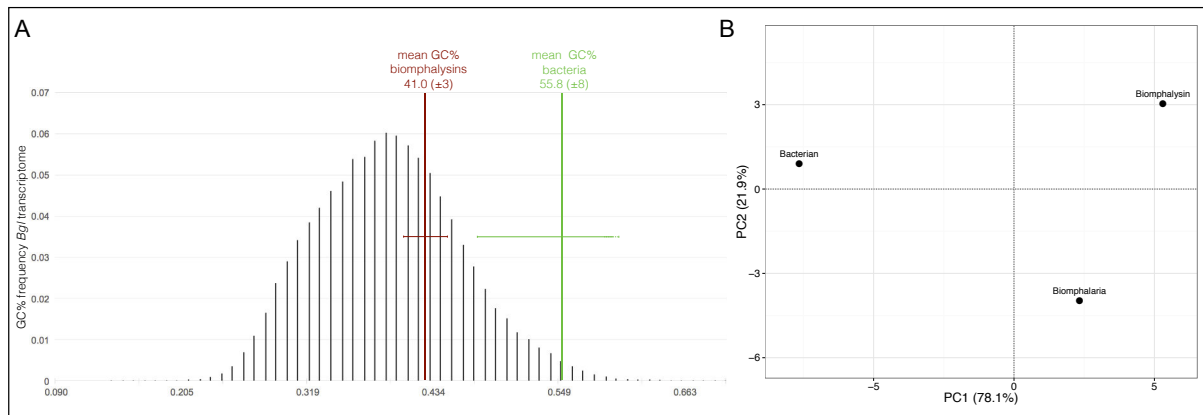 A
mean GC%
biomphalysins
41.0 (±3)
mean GC%
bacteria
55.8 (±8)
0.07
0.06
0.05
0.04
0.03
0.02
0.01
0
GC% frequency Bgl transcriptome
0.090
0.205
0.319
0.434
0.549
0.663
B
Biomphalysin
Bacterian
Biomphalaria
3
0
-3
-6
PC2 (21.9%)
-5
0
5
PC1 (78.1%)